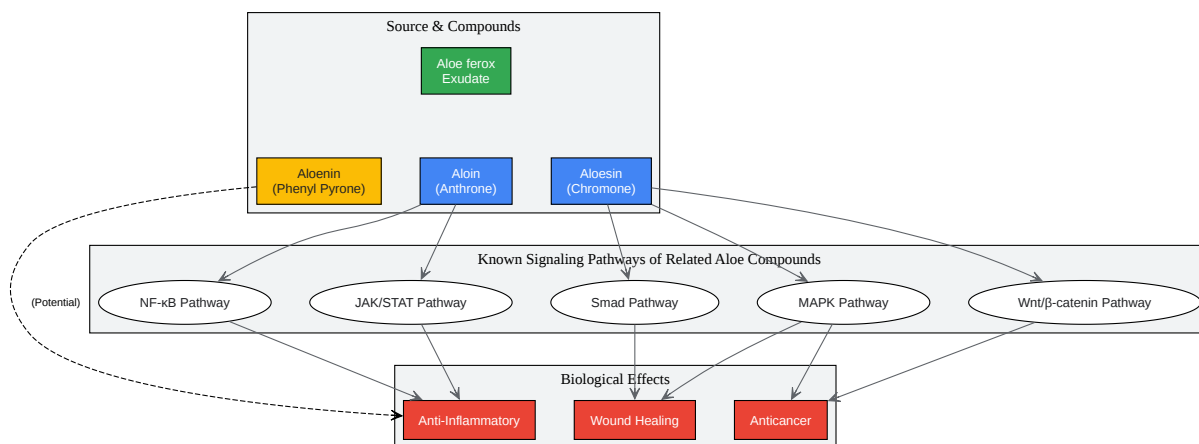 Source & Compounds
Aloe ferox
Exudate
Aloenin
(Phenyl Pyrone)
Aloin
(Anthrone)
Aloesin
(Chromone)
Known Signaling Pathways of Related Aloe Compounds
(Potential)
NF-κB Pathway
JAK/STAT Pathway
Smad Pathway
MAPK Pathway
Wnt/β-catenin Pathway
Biological Effects
Anti-Inflammatory
Wound Healing
Anticancer